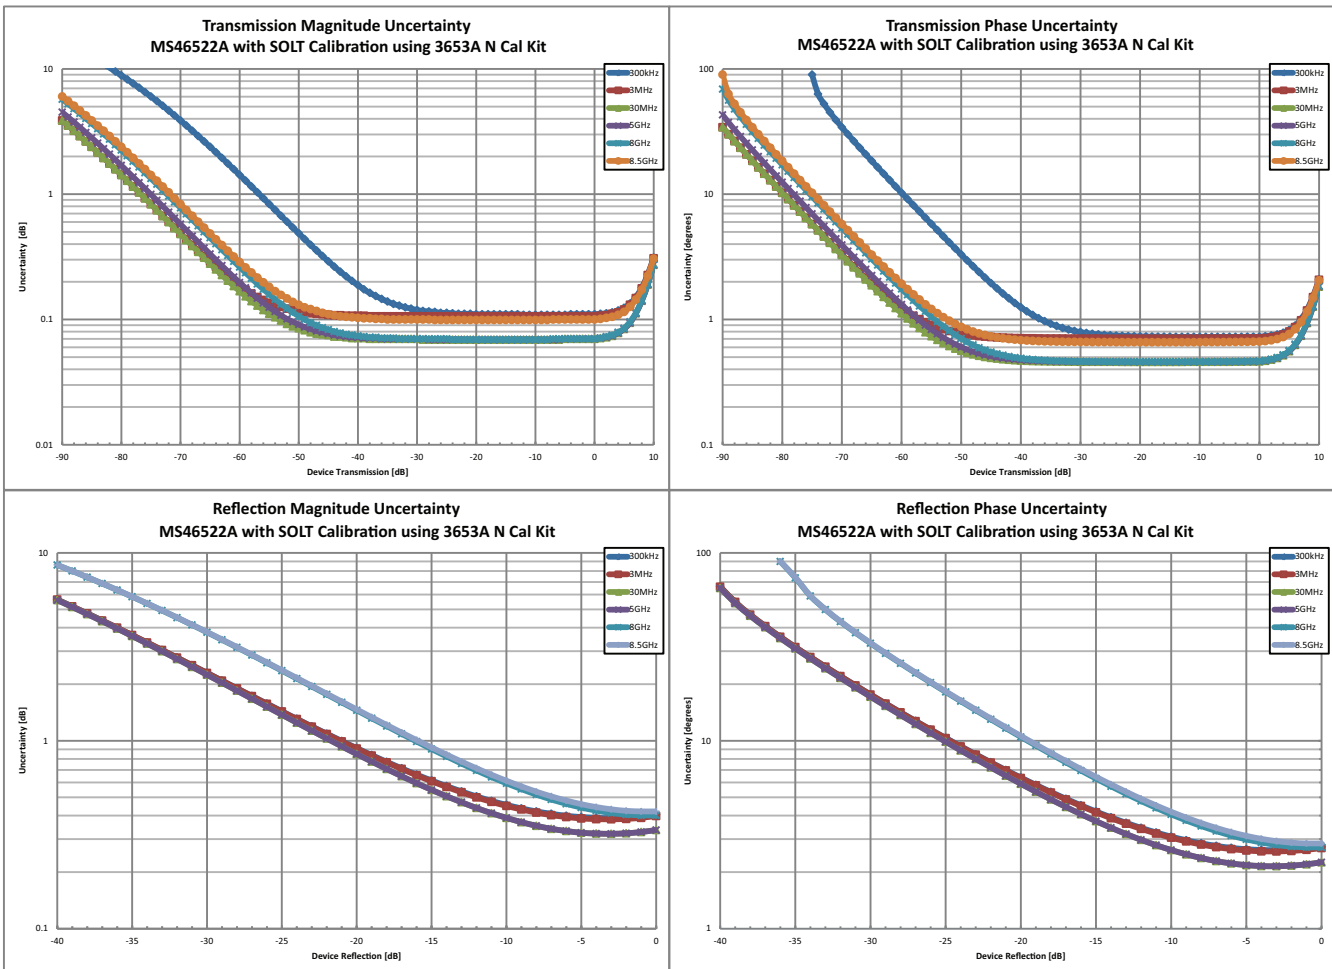 Transmission Magnitude Uncertainty
MS46522A with SOLT Calibration using 3653A N Cal Kit
10
1
0.1
0.01
Uncertainty [dB]
-90 -80 -70 -60 -50 -40 -30 -20 -10 0 10
Device Transmission [dB]
300kHz
3MHz
30MHz
5GHz
8GHz
8.5GHz
Transmission Phase Uncertainty
MS46522A with SOLT Calibration using 3653A N Cal Kit
100
10
1
0.1
Uncertainty [degrees]
-90 -80 -70 -60 -50 -40 -30 -20 -10 0 10
Device Transmission [dB]
300kHz
3MHz
30MHz
5GHz
8GHz
8.5GHz
Reflection Magnitude Uncertainty
MS46522A with SOLT Calibration using 3653A N Cal Kit
10
1
0.1
Uncertainty [dB]
-40 -35 -30 -25 -20 -15 -10 -5 0
Device Reflection [dB]
300kHz
3MHz
30MHz
5GHz
8GHz
8.5GHz
Reflection Phase Uncertainty
MS46522A with SOLT Calibration using 3653A N Cal Kit
100
10
1
Uncertainty [degrees]
-40 -35 -30 -25 -20 -15 -10 -5 0
Device Reflection [dB]
300kHz
3MHz
30MHz
5GHz
8GHz
8.5GHz